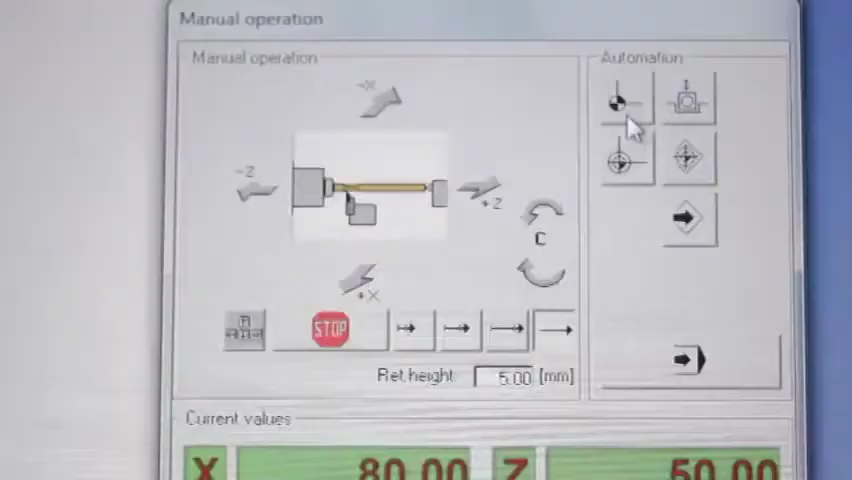 Manual operation
Manual operation
Automation
-X
-Z
+Z
C
+X
STOP
Ret.height 5.00 [mm]
Current values
X 80.00 Z 50.00